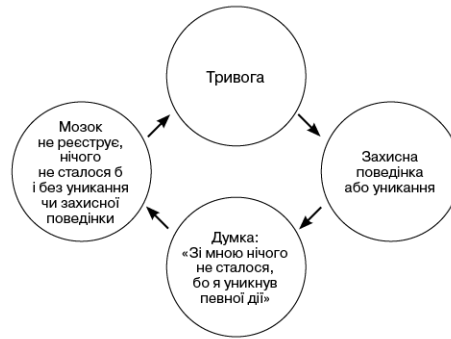 Тривога
Захисна
поведінка
або уникання
Думка:
«Зі мною нічого
не сталося,
бо я уникнув
певної дії»
Мозок
не реєструє,
нічого
не сталося б
і без уникання
чи захисної
поведінки